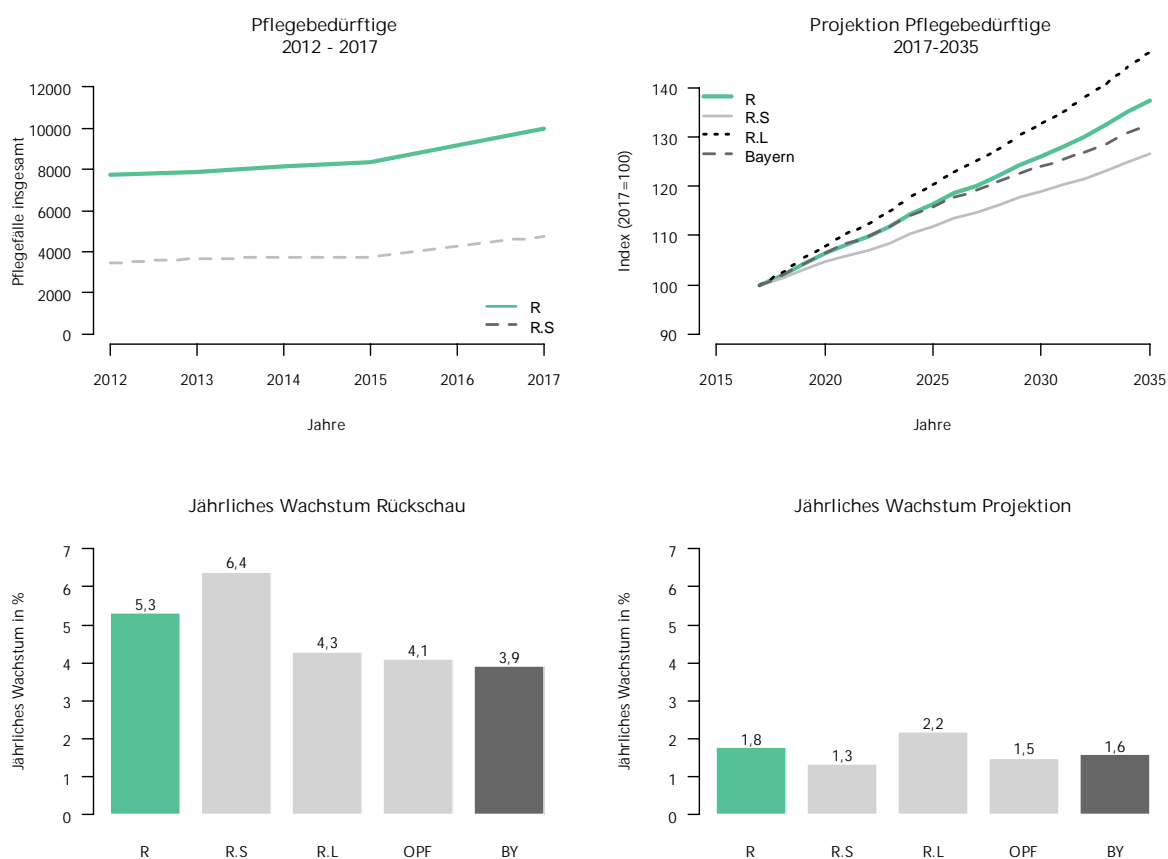 Pflegebedürftige
2012 - 2017
Pflegefälle insgesamt
12000
10000
8000
6000
4000
2000
0
R
R.S
2012 2013 2014 2015 2016 2017
Jahre
Projektion Pflegebedürftige
2017-2035
Index (2017=100)
140
130
120
110
100
90
R
R.S
R.L
Bayern
2015 2020 2025 2030 2035
Jahre
Jährliches Wachstum Rückschau
Jährliches Wachstum in %
7
6
5
4
3
2
1
0
5,3 6,4 4,3 4,1 3,9
R R.S R.L OPF BY
Jährliches Wachstum Projektion
Jährliches Wachstum in %
7
6
5
4
3
2
1
0
1,8 1,3 2,2 1,5 1,6
R R.S R.L OPF BY